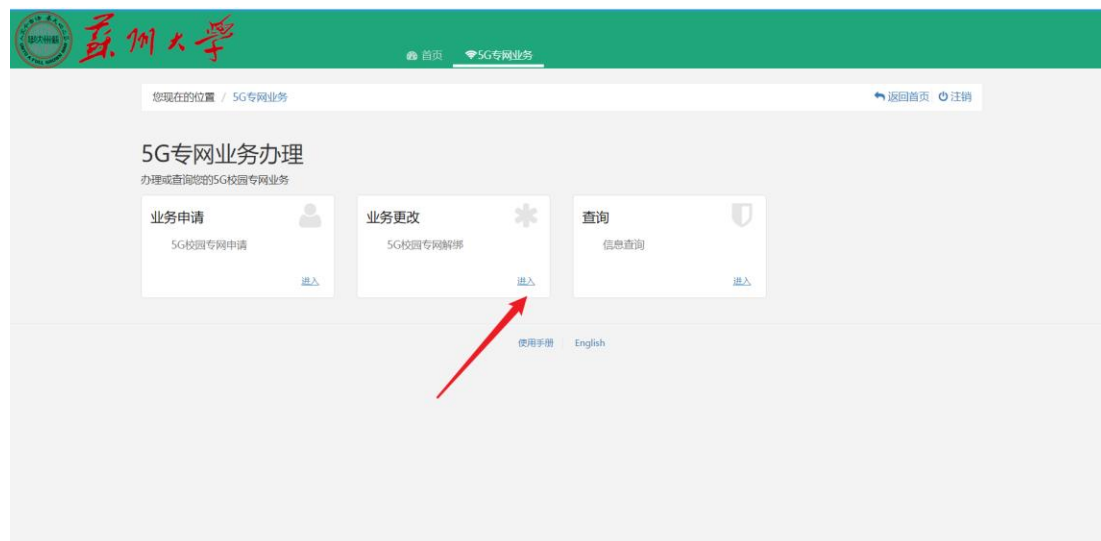 蘇州大学
首页 5G专网业务
您现在的位置 / 5G专网业务 返回首页 注销
5G专网业务办理
办理或查询您的5G校园专网业务
业务申请
5G校园专网申请
进入
业务更改
5G校园专网解绑
进入
查询
信息查询
进入
使用手册 English